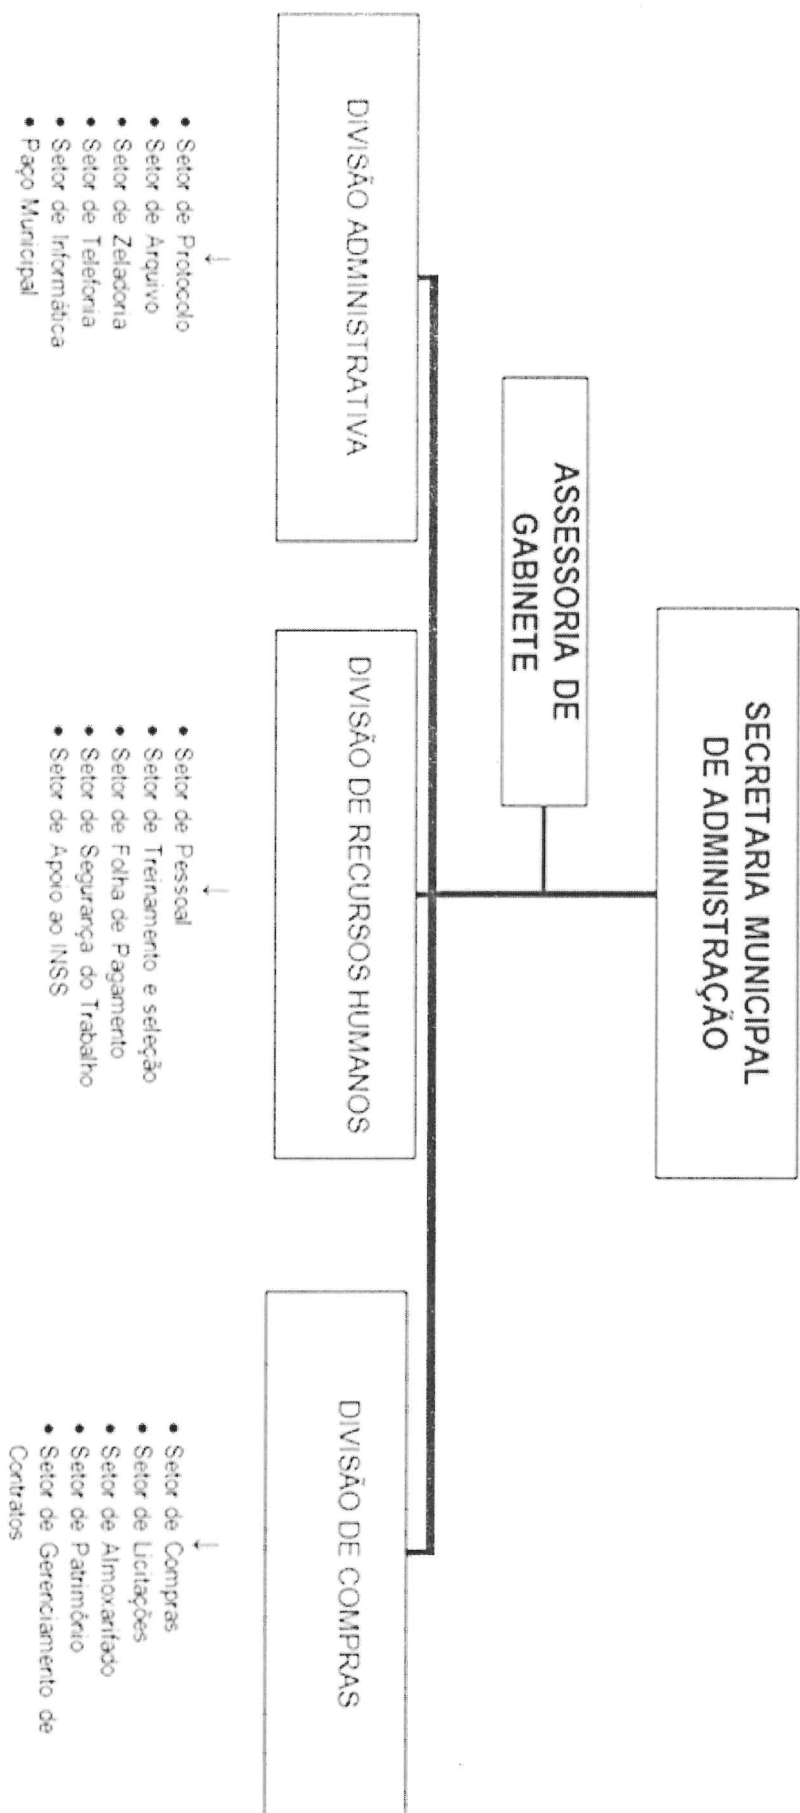 SECRETARIA MUNICIPAL
DE ADMINISTRAÇÃO
ASSESSORIA DE
GABINETE
DIVISÃO ADMINISTRATIVA
↓
• Setor de Protocolo
• Setor de Arquivo
• Setor de Zeladoria
• Setor de Telefonia
• Setor de Informática
• Paço Municipal
DIVISÃO DE RECURSOS HUMANOS
↓
• Setor de Pessoal
• Setor de Treinamento e seleção
• Setor de Folha de Pagamento
• Setor de Segurança do Trabalho
• Setor de Apoio ao INSS
DIVISÃO DE COMPRAS
↓
• Setor de Compras
• Setor de Licitações
• Setor de Almoxarifado
• Setor de Patrimônio
• Setor de Gerenciamento de
Contratos